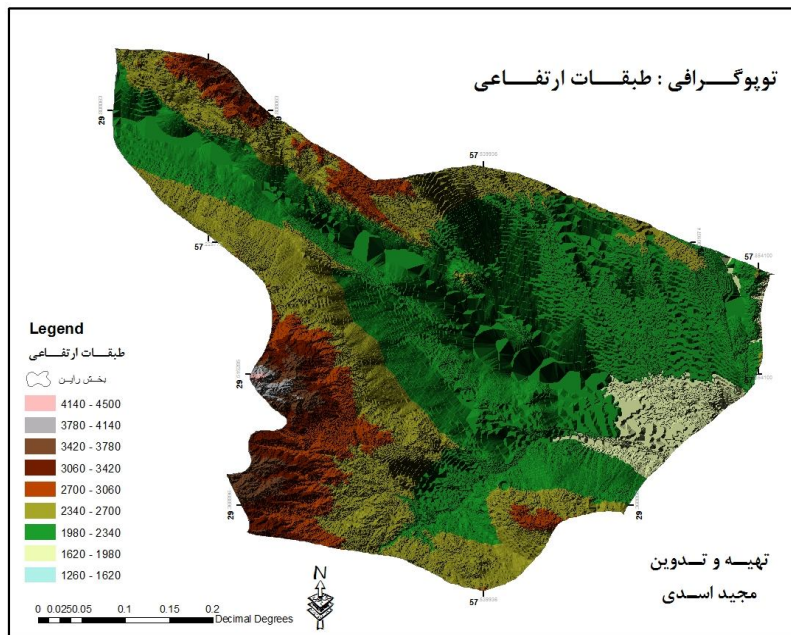 توپوگرافی : طبقات ارتفاعی
29
57
57
57
29
29
29
57
Legend
طبقات ارتفاعی
بخش راین
4140 - 4500
3780 - 4140
3420 - 3780
3060 - 3420
2700 - 3060
2340 - 2700
1980 - 2340
1620 - 1980
1260 - 1620
N
0 0.0250.05 0.1 0.15 0.2
Decimal Degrees
تهیه و تدوین
مجید اسدی